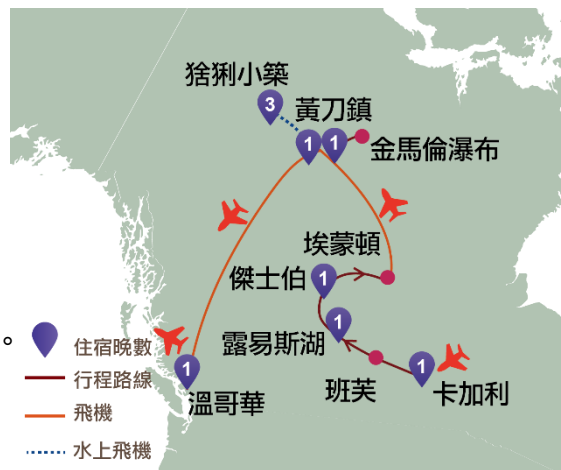 猞猁小築
3
黃刀鎮
1
1
金馬倫瀑布
埃蒙頓
傑士伯
1
1
露易斯湖
班芙
1
卡加利
1
溫哥華
。
住宿晚數
行程路線
飛機
水上飛機